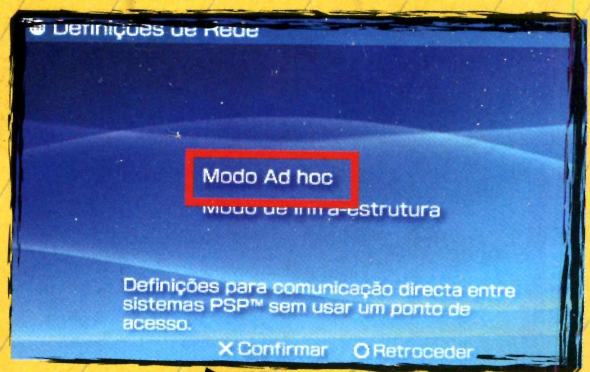 Definições de Rede
Modo Ad hoc
Modo de Infra-estrutura
Definições para comunicação directa entre
sistemas PSP™ sem usar um ponto de
acesso.
X Confirmar O Retroceder